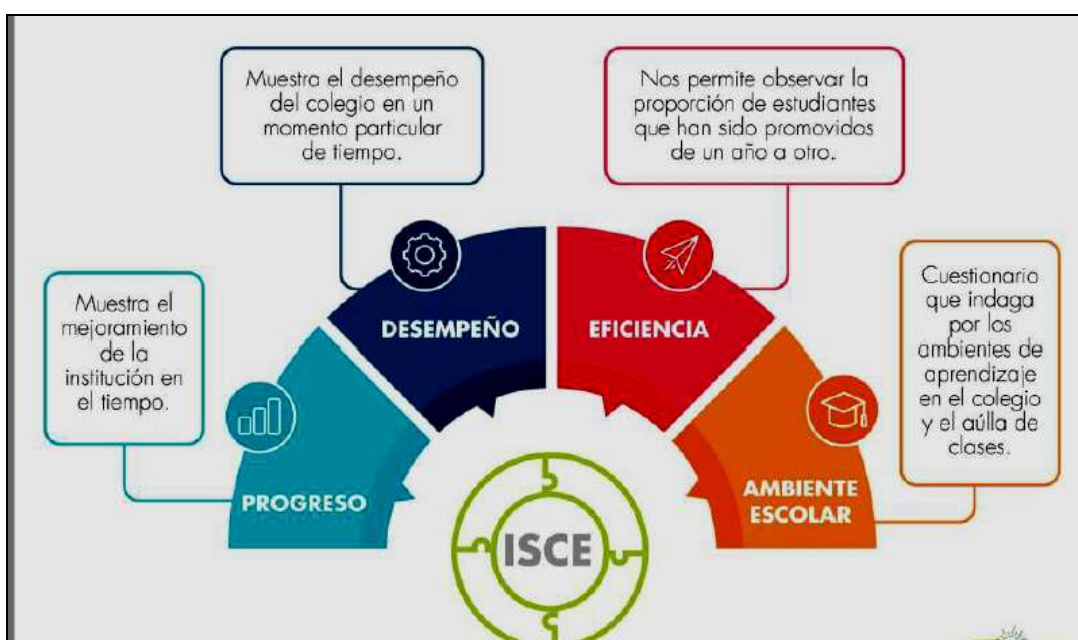 Muestra el desempeño
del colegio en un
momento particular
de tiempo.
Nos permite observar la
proporción de estudiantes
que han sido promovidos
de un año a otro.
Muestra el
mejoramiento
de la
institución en
el tiempo.
Cuestionario
que indaga
por los
ambientes de
aprendizaje
en el colegio
y el aúlla de
clases.
DESEMPEÑO
EFICIENCIA
PROGRESO
AMBIENTE
ESCOLAR
ISCE